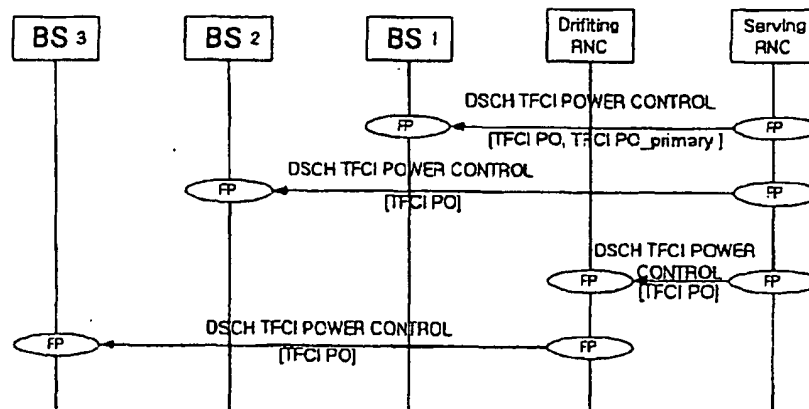 BS 3
BS 2
BS 1
Drifiting
RNC
Serving
RNC
DSCH TFCI POWER CONTROL
FP
FP
[TFCI PO, TFCI PO_primary ]
DSCH TFCI POWER CONTROL
FP
FP
[TFCI PO]
DSCH TFCI POWER
CONTROL
FP
FP
[TFCI PO]
DSCH TFCI POWER CONTROL
FP
FP
[TFCI PO]